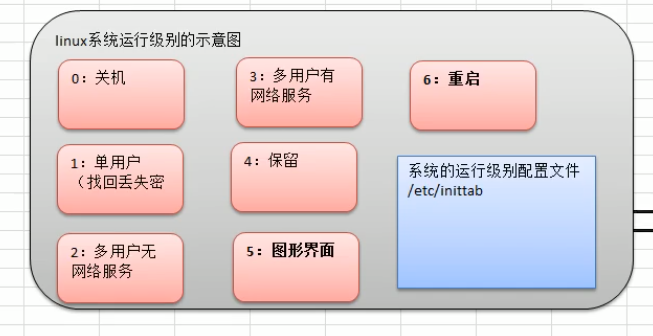 linux系统运行级别的示意图
0：关机
1：单用户
（找回丢失密
2：多用户无
网络服务
3：多用户有
网络服务
4：保留
5：图形界面
6：重启
系统的运行级别配置文件
/etc/inittab